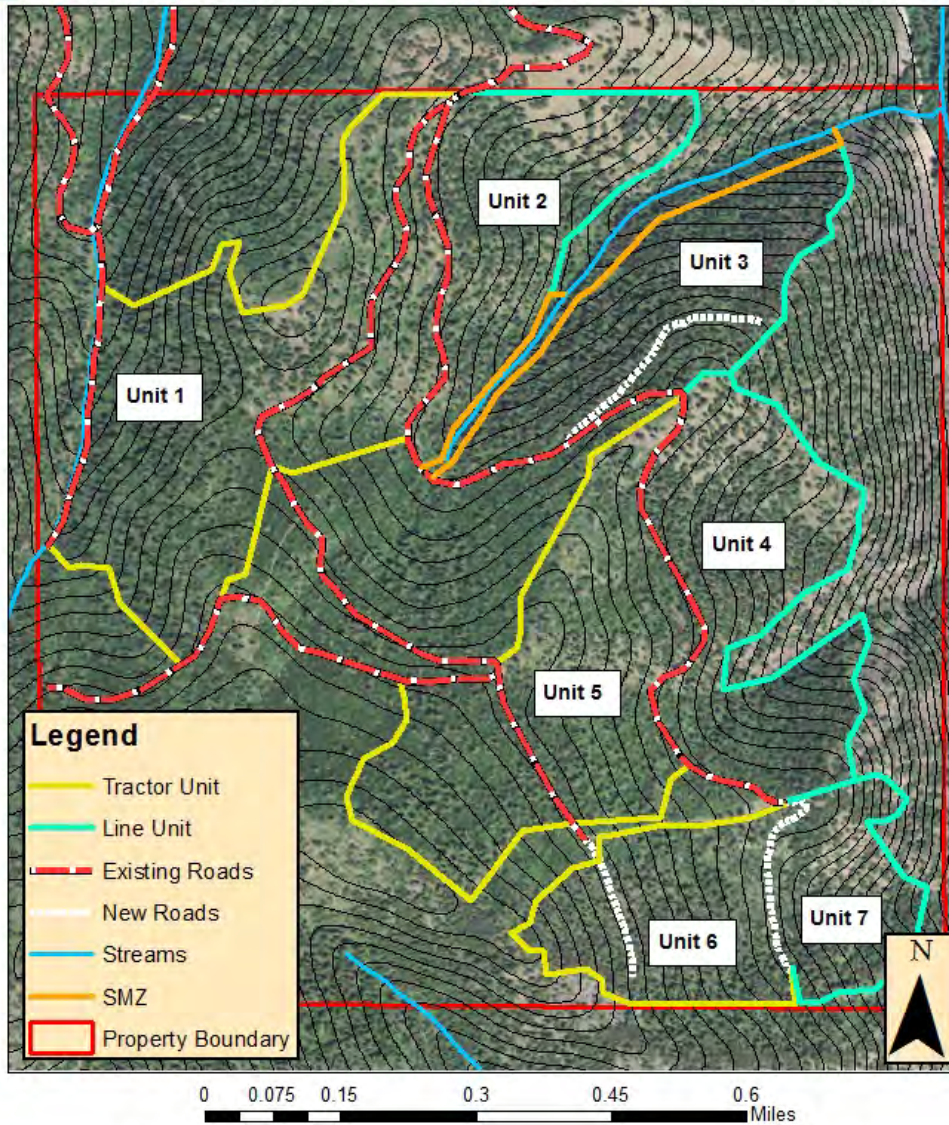 Unit 2
Unit 3
Unit 1
Unit 4
Unit 5
Unit 7
Unit 6
Legend
Tractor Unit
Line Unit
Existing Roads
New Roads
Streams
SMZ
Property Boundary
N
0 0.075 0.15 0.3 0.45 0.6
Miles